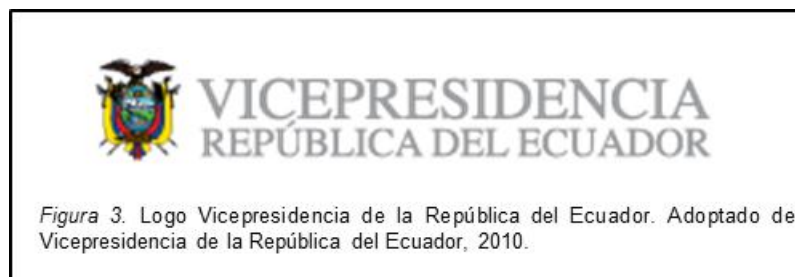 VICEPRESIDENCIA
REPÚBLICA DEL ECUADOR
Figura 3. Logo Vicepresidencia de la República del Ecuador. Adoptado de
Vicepresidencia de la República del Ecuador, 2010.